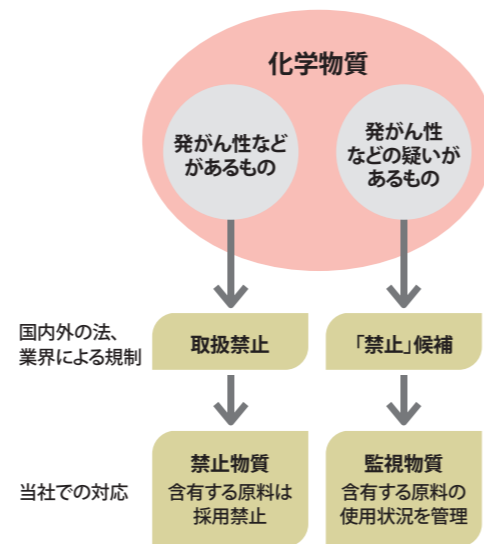 化学物質
発がん性など
があるもの
発がん性
などの疑いが
あるもの
国内外の法、
業界による規制
取扱禁止
「禁止」候補
当社での対応
禁止物質
含有する原料は
採用禁止
監視物質
含有する原料の
使用状況を管理